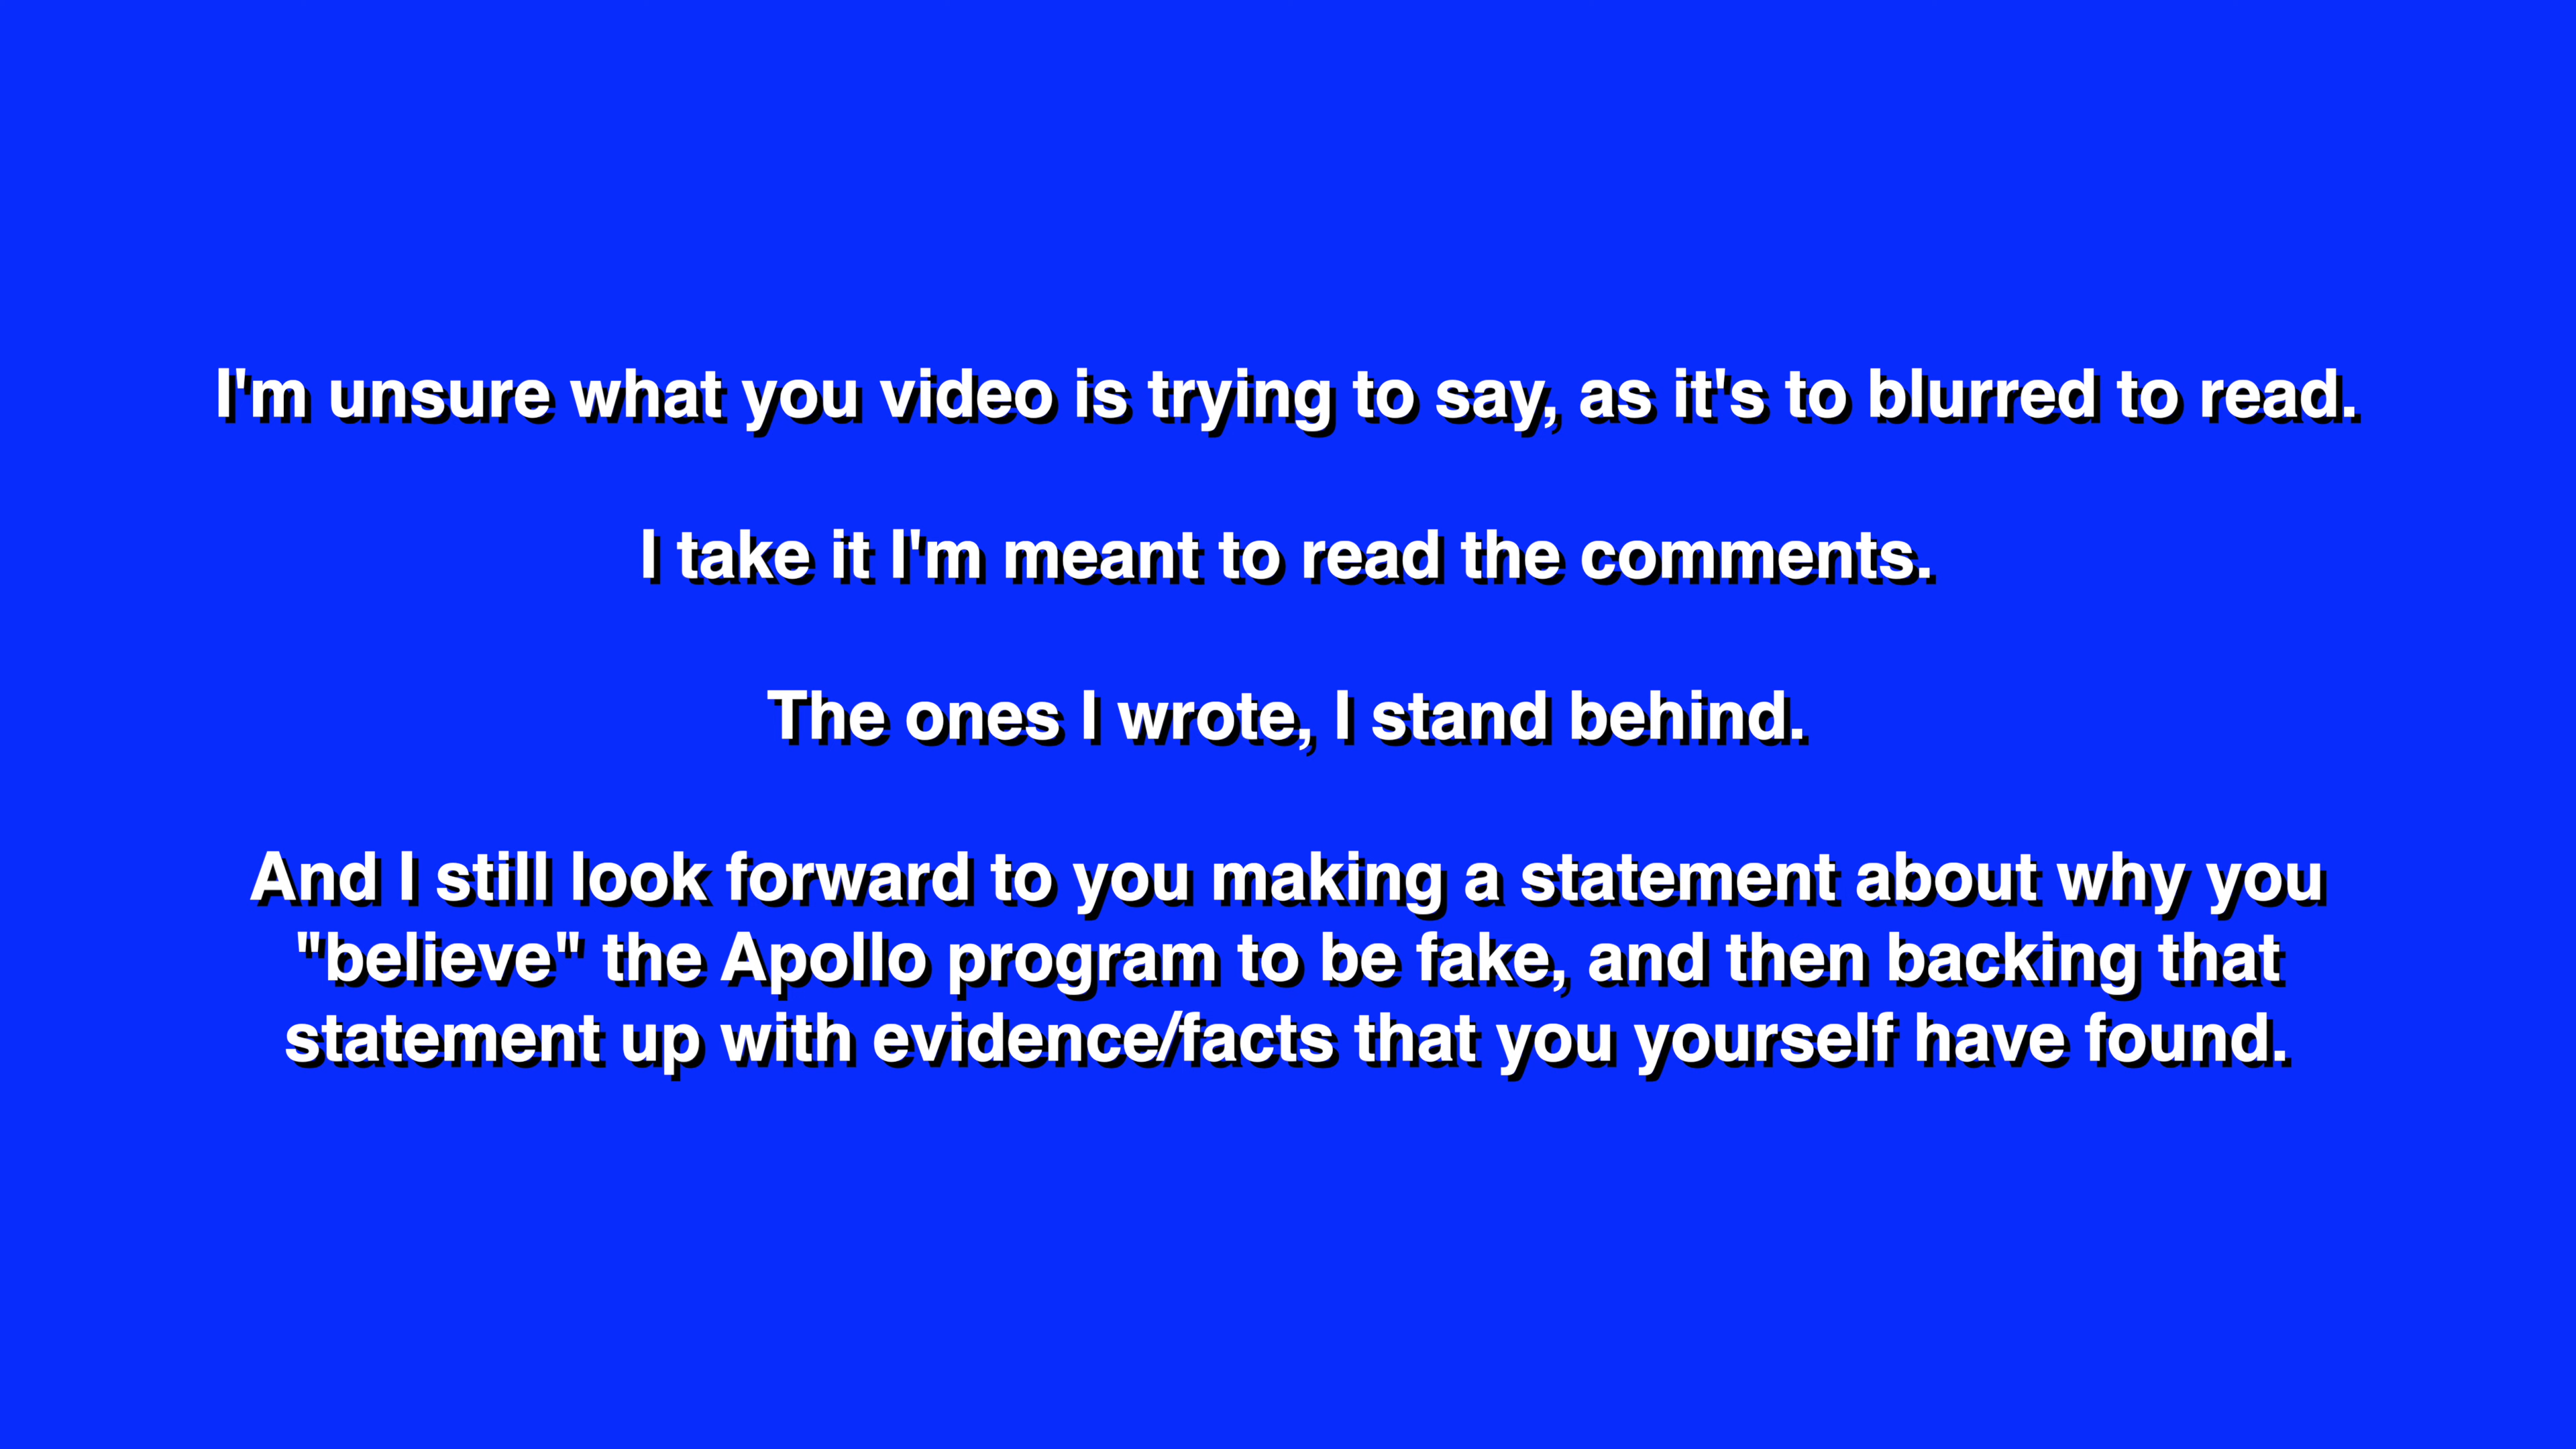 I'm unsure what you video is trying to say, as it's to blurred to read.
I take it I'm meant to read the comments.
The ones I wrote, I stand behind.
And I still look forward to you making a statement about why you
"believe" the Apollo program to be fake, and then backing that
statement up with evidence/facts that you yourself have found.